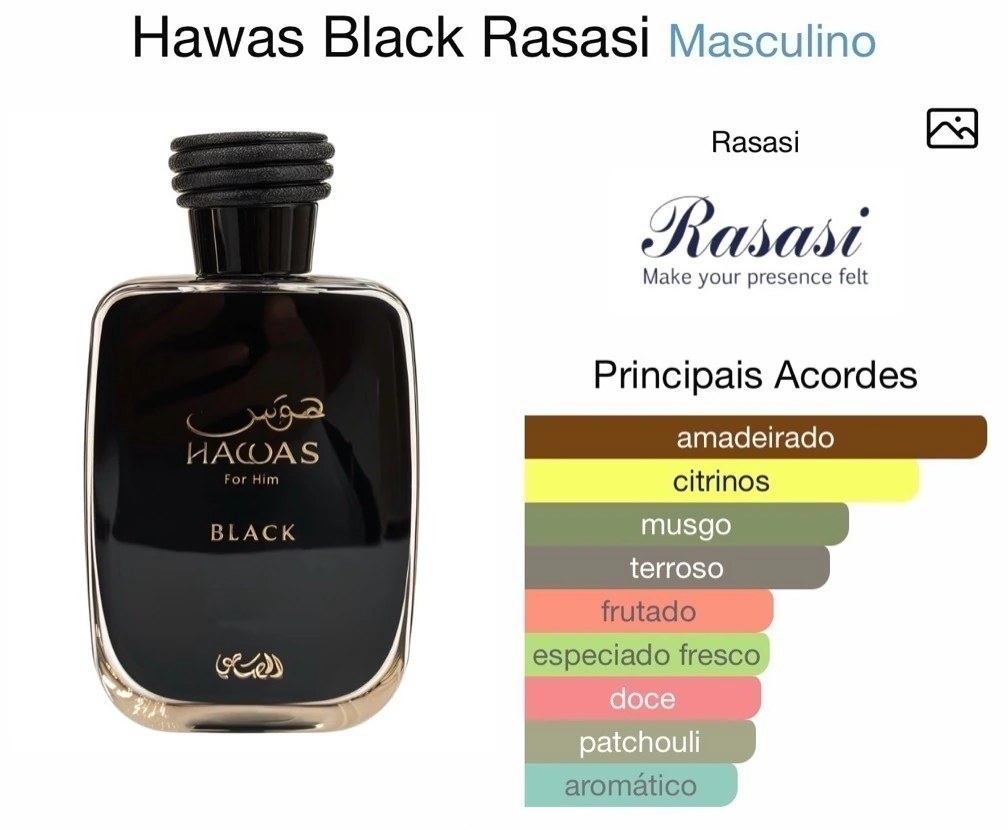 Hawas Black Rasasi Masculino
Rasasi
Rasasi
Make your presence felt
هوس
HAWAS
For Him
BLACK
الرصاصي
Principais Acordes
amadeirado
citrinos
musgo
terroso
frutado
especiado fresco
doce
patchouli
aromático